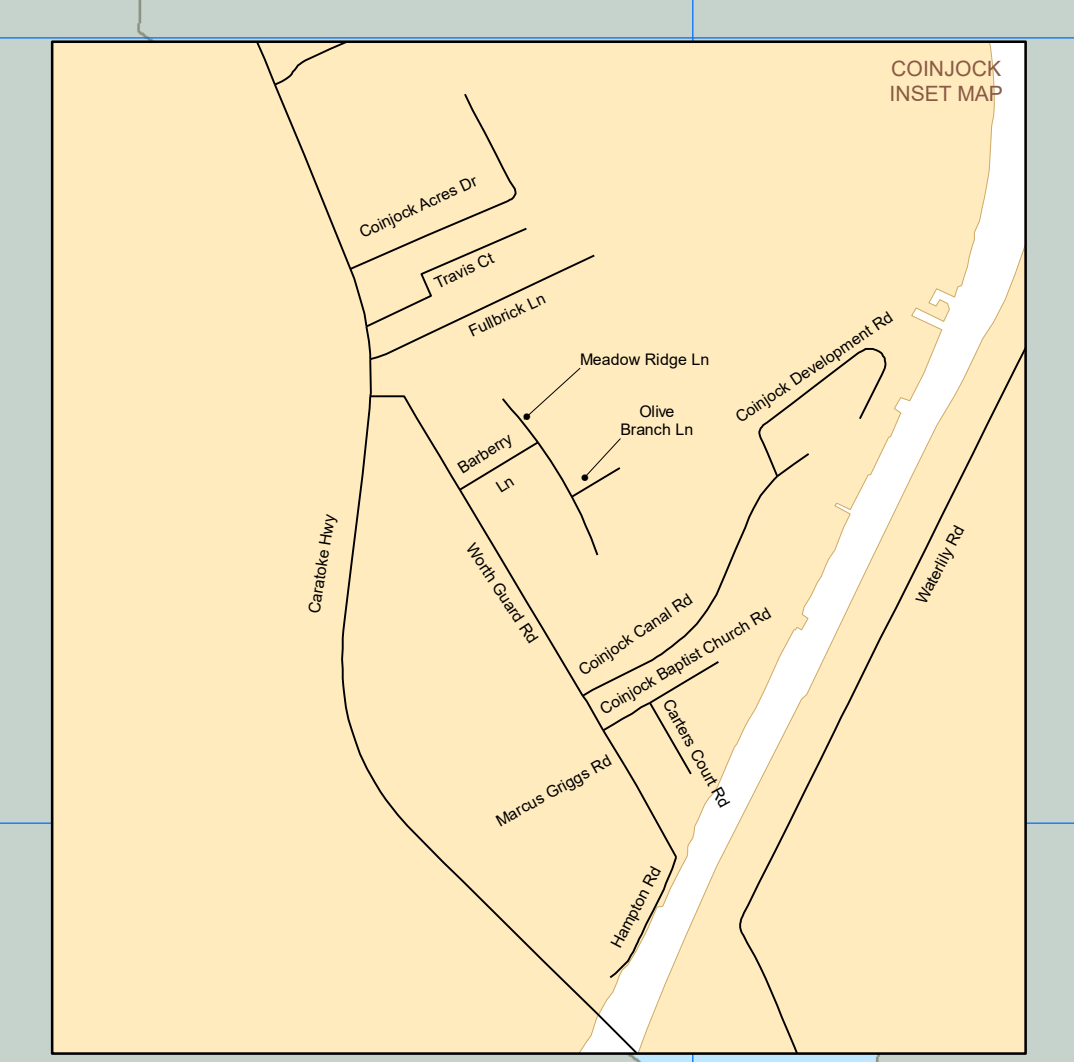 COINJOCK
INSET MAP
Coinjock Acres Dr
Travis Ct
Fullbrick Ln
Coinjock Development Rd
Meadow Ridge Ln
Olive
Branch Ln
Barberry
Ln
Caratoke Hwy
Worth Guard Rd
Waterlily Rd
Coinjock Canal Rd
Coinjock Baptist Church Rd
Carters Court Rd
Marcus Griggs Rd
Hampton Rd